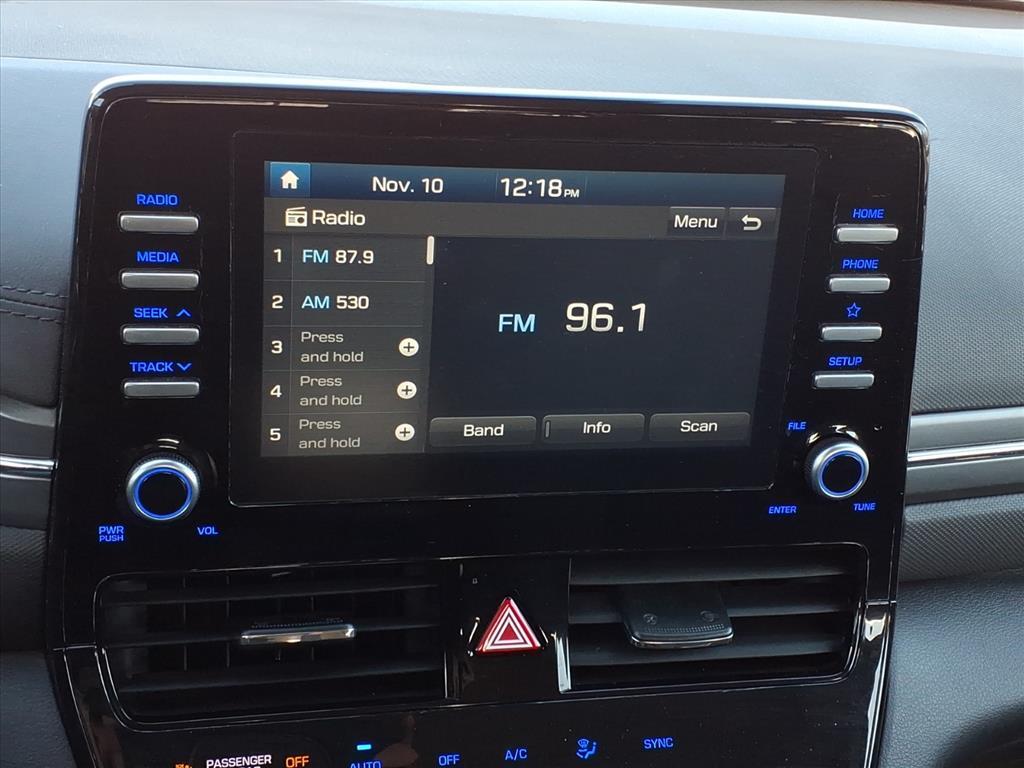 RADIO
MEDIA
SEEK
TRACK
PWR
PUSH
VOL
Nov. 10 12:18 PM
Radio
Menu
1 FM 87.9
2 AM 530
3 Press
and hold
4 Press
and hold
5 Press
and hold
FM 96.1
Band Info Scan
HOME
PHONE
SETUP
FILE
ENTER
TUNE
PASSENGER
OFF
AUTO
OFF
A/C
SYNC